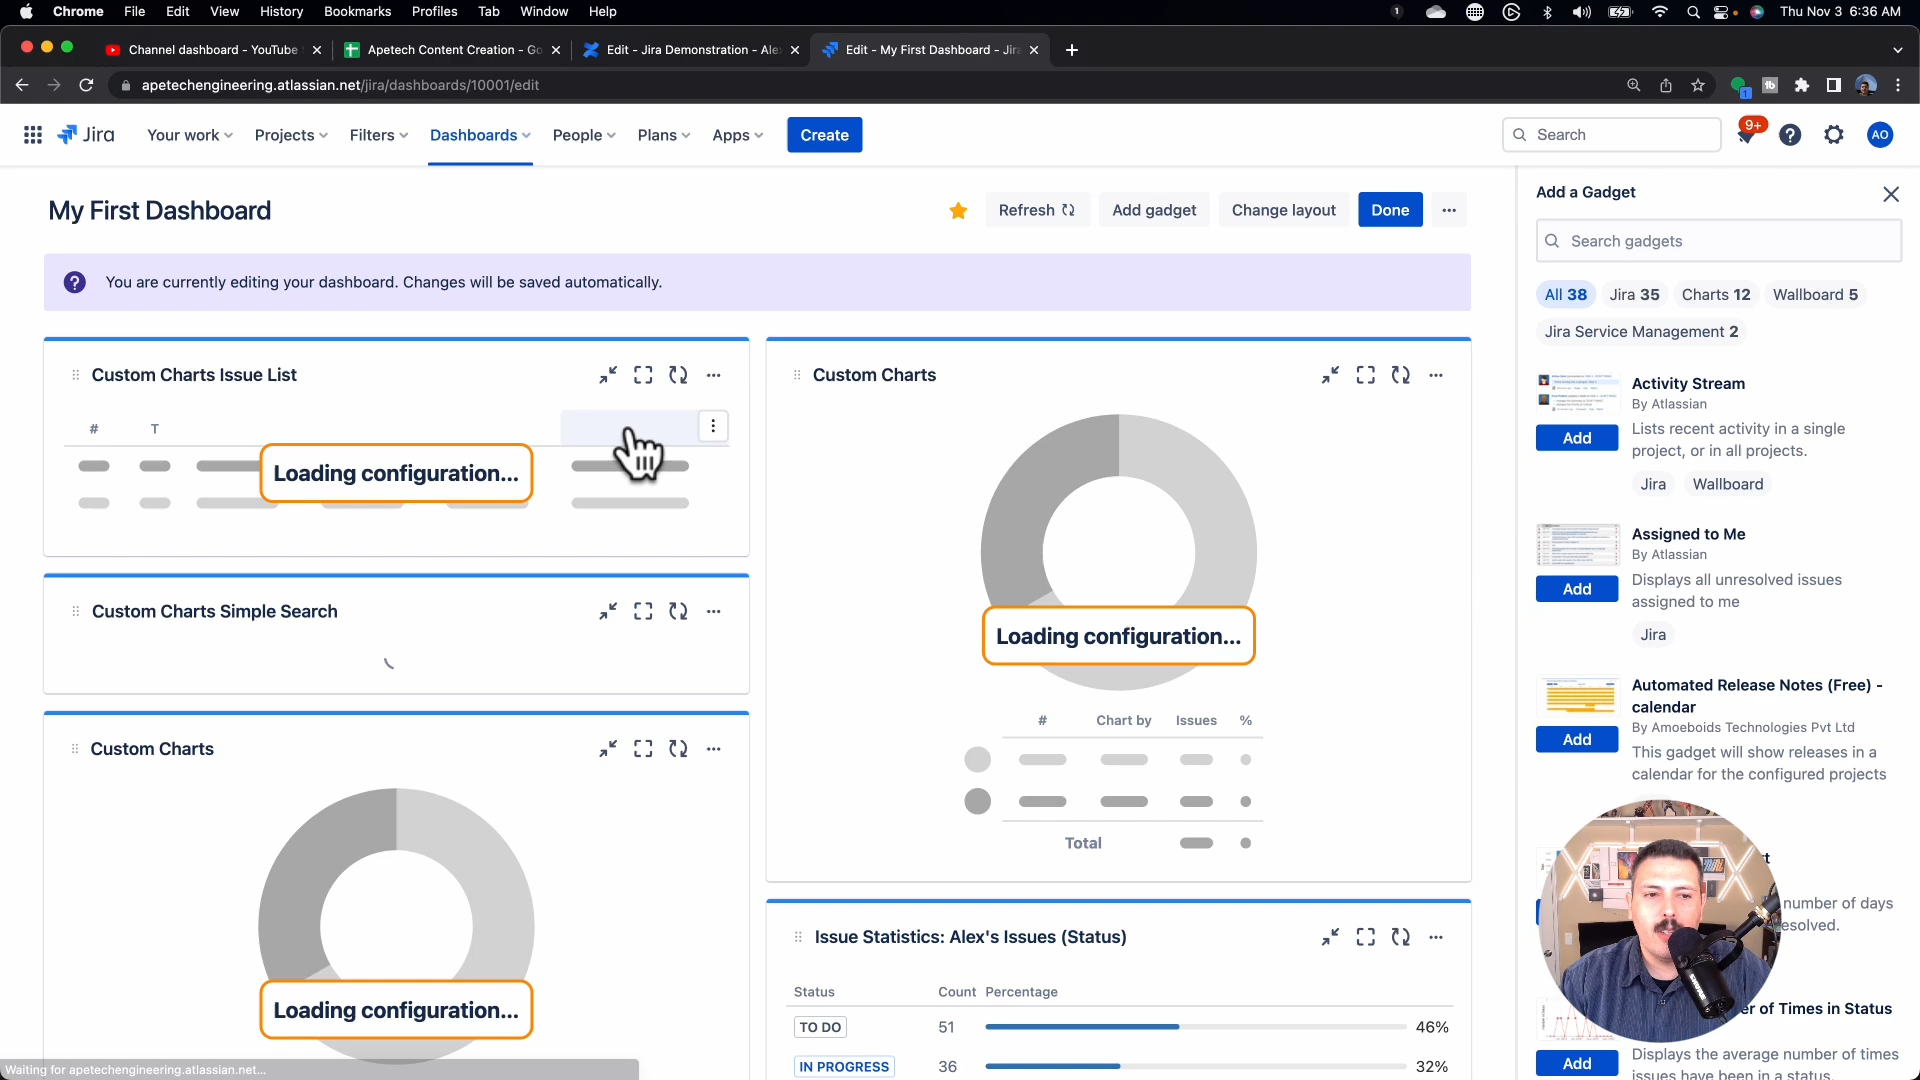 Chrome File Edit View History Bookmarks Profiles Tab Window Help 1 Thu Nov 3 6:36 AM
Channel dashboard - YouTube Apetech Content Creation - Go Edit - Jira Demonstration - Ale Edit - My First Dashboard - Jira
apetechengineering.atlassian.net/jira/dashboards/10001/edit 1 tb
Jira Your work Projects Filters Dashboards People Plans Apps Create Search 9+ AO
My First Dashboard Refresh Add gadget Change layout Done
You are currently editing your dashboard. Changes will be saved automatically.
Custom Charts Issue List
# T
Loading configuration...
Custom Charts Simple Search
Custom Charts
Loading configuration...
Waiting for apetechengineering.atlassian.net...
Custom Charts
Loading configuration...
# Chart by Issues %
Total
Issue Statistics: Alex's Issues (Status)
Status Count Percentage
TO DO 51 46%
IN PROGRESS 36 32%
Add a Gadget
Search gadgets
All 38 Jira 35 Charts 12 Wallboard 5
Jira Service Management 2
Activity Stream
By Atlassian
Add
Lists recent activity in a single
project, or in all projects.
Jira Wallboard
Assigned to Me
By Atlassian
Add
Displays all unresolved issues
assigned to me
Jira
Automated Release Notes (Free) -
calendar
By Amoeboids Technologies Pvt Ltd
Add
This gadget will show releases in a
calendar for the configured projects
number of days
esolved.
er of Times in Status
Add
Displays the average number of times
issues have been in a status.